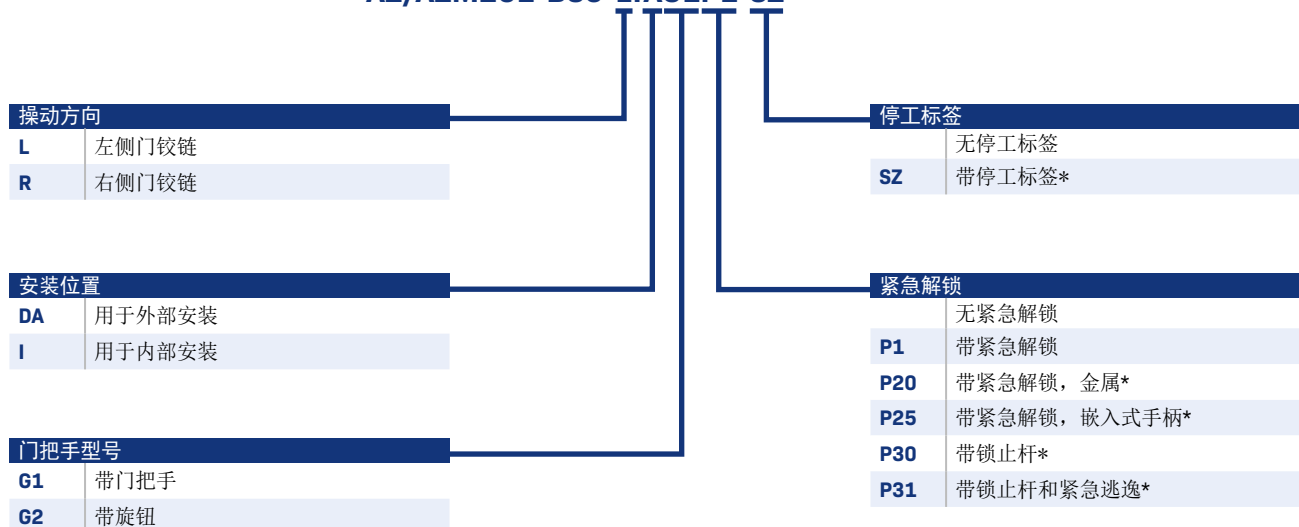 操动方向
L 左侧门铰链
R 右侧门铰链
安装位置
DA 用于外部安装
I 用于内部安装
门把手型号
G1 带门把手
G2 带旋钮
停工标签
无停工标签
SZ 带停工标签*
紧急解锁
无紧急解锁
P1 带紧急解锁
P20 带紧急解锁，金属*
P25 带紧急解锁，嵌入式手柄*
P30 带锁止杆*
P31 带锁止杆和紧急逃逸*